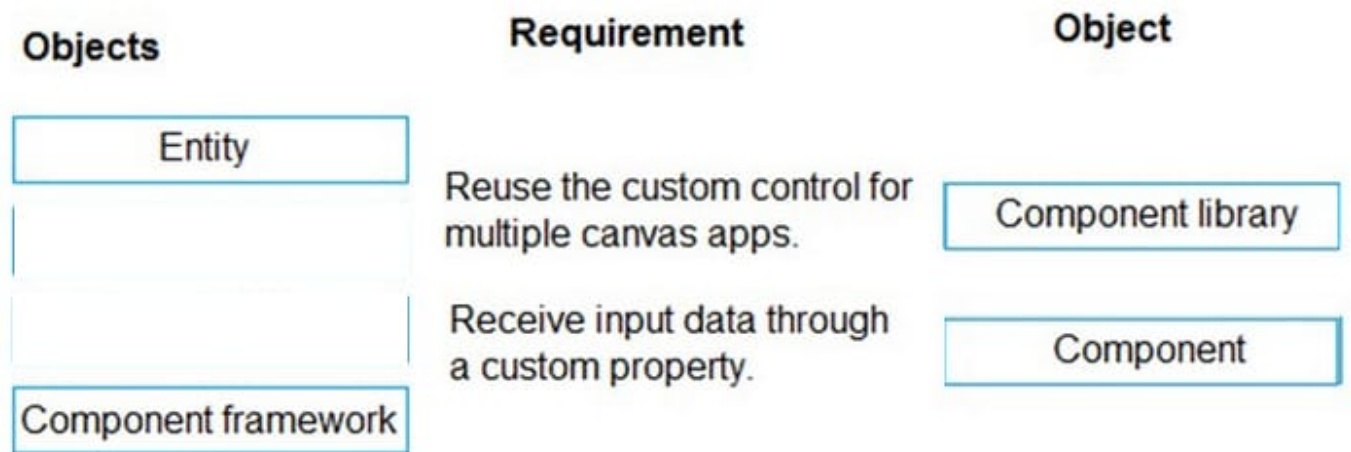 Objects
Requirement
Object
Entity
Reuse the custom control for
multiple canvas apps.
Component library
Receive input data through
a custom property.
Component
Component framework